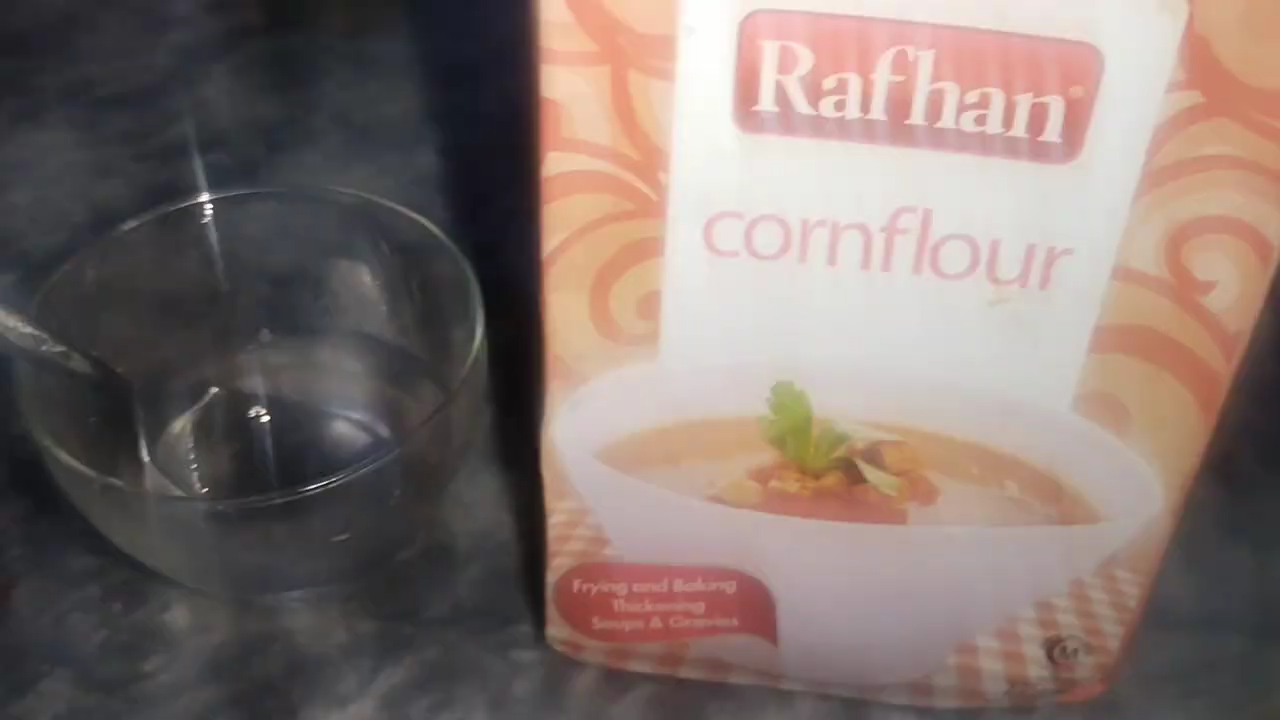 Rafhan
cornflour
Frying and Baking
Thickening
Soups & Gravies